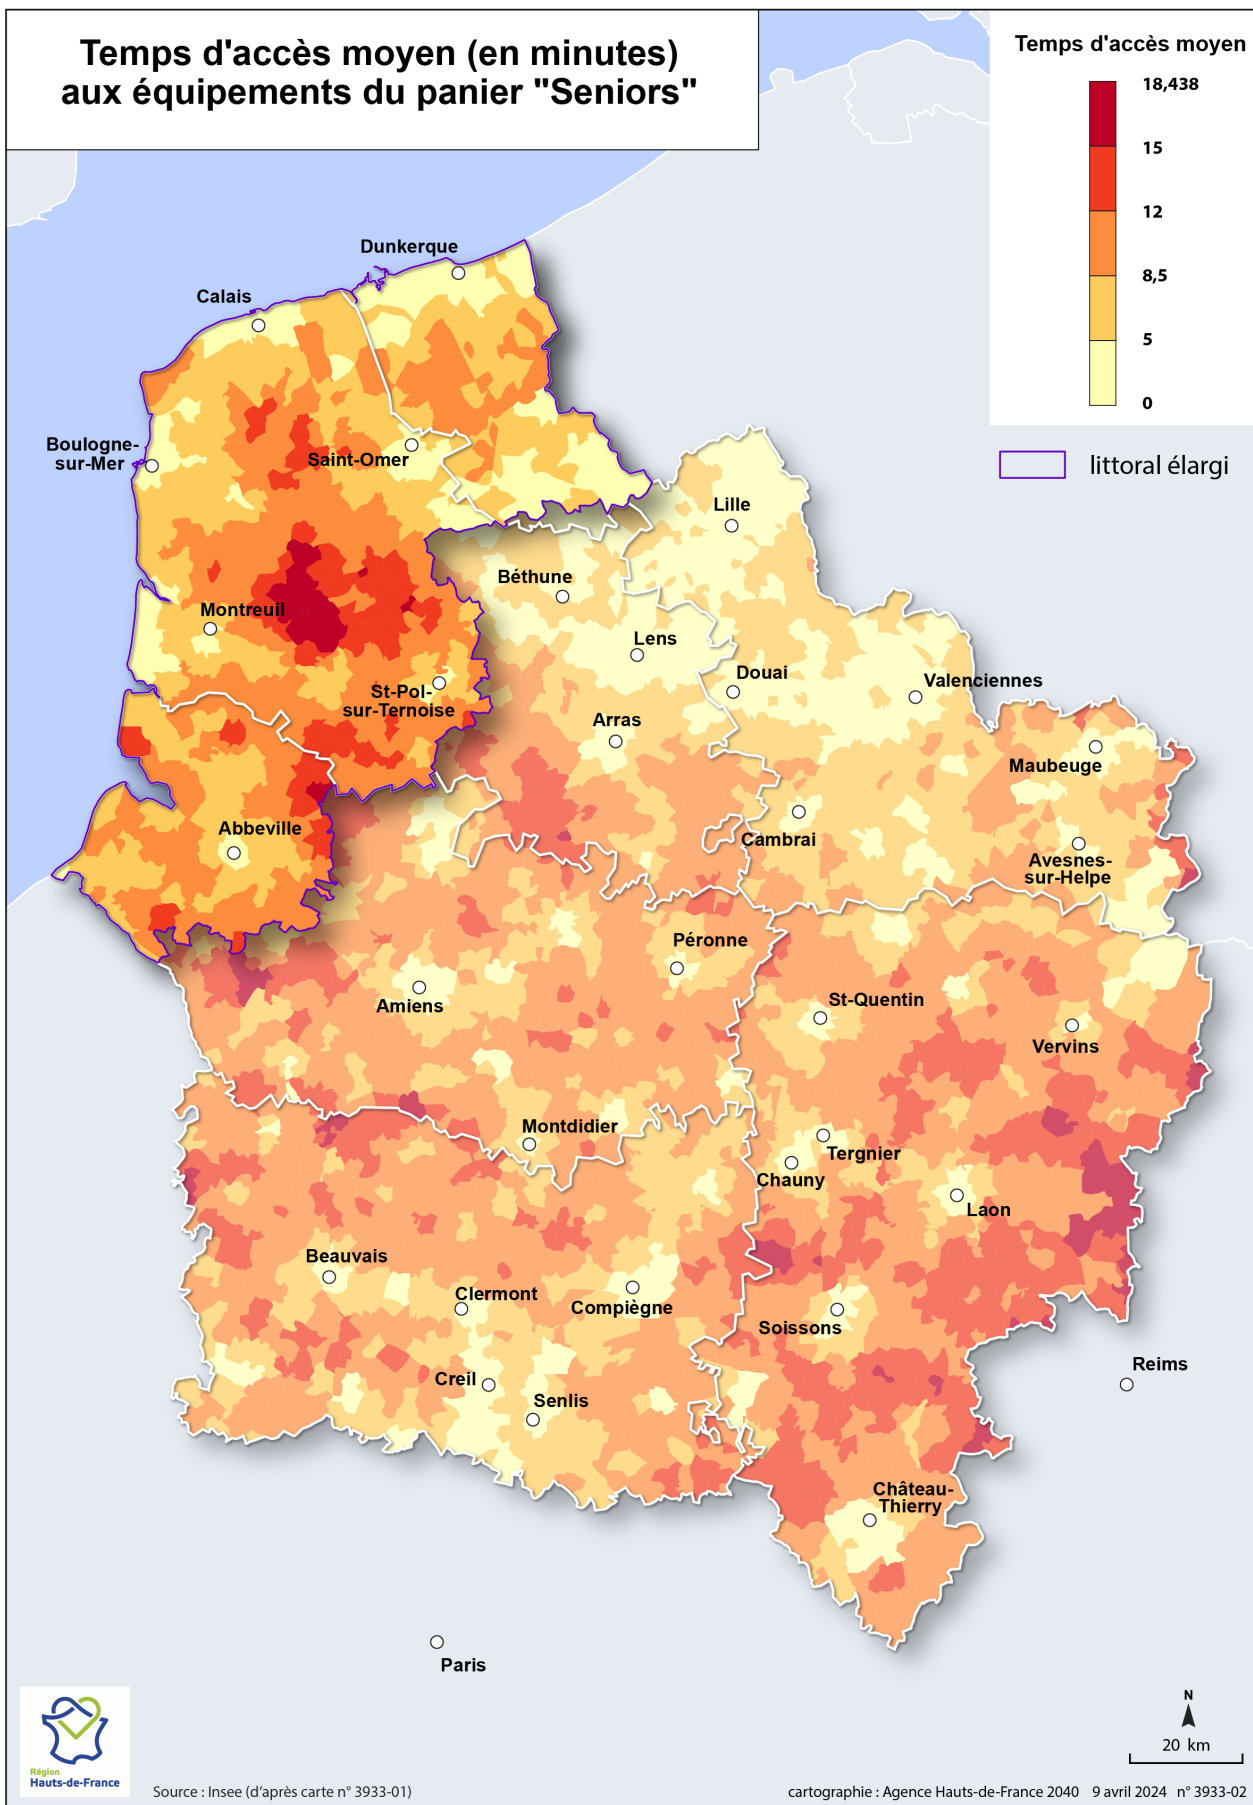 Temps d'accès moyen (en minutes)
aux équipements du panier "Seniors"
Temps d'accès moyen
18,438
15
12
8,5
5
0
littoral élargi
Dunkerque
Calais
Boulogne-
sur-Mer
Saint-Omer
Lille
Béthune
Montreuil
Lens
Douai
Valenciennes
St-Pol-
sur-Ternoise
Arras
Maubeuge
Abbeville
Cambrai
Avesnes-
sur-Helpe
Péronne
Amiens
St-Quentin
Vervins
Montdidier
Tergnier
Chauny
Laon
Beauvais
Clermont
Compiègne
Soissons
Creil
Senlis
Reims
Château-
Thierry
Paris
N
20 km
Région
Hauts-de-France
Source : Insee (d'après carte n° 3933-01)
cartographie : Agence Hauts-de-France 2040 9 avril 2024 n° 3933-02